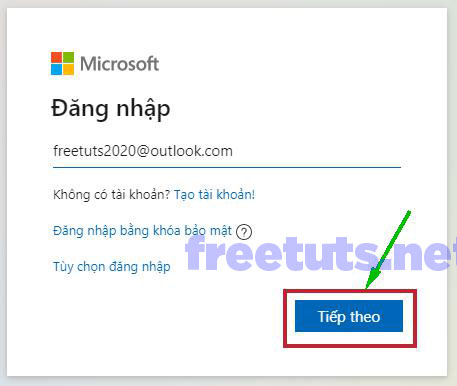 Microsoft
Đăng nhập
freetuts2020@outlook.com
Không có tài khoản? Tạo tài khoản!
Đăng nhập bằng khóa bảo mật ?
freetuts.net
Tùy chọn đăng nhập
Tiếp theo